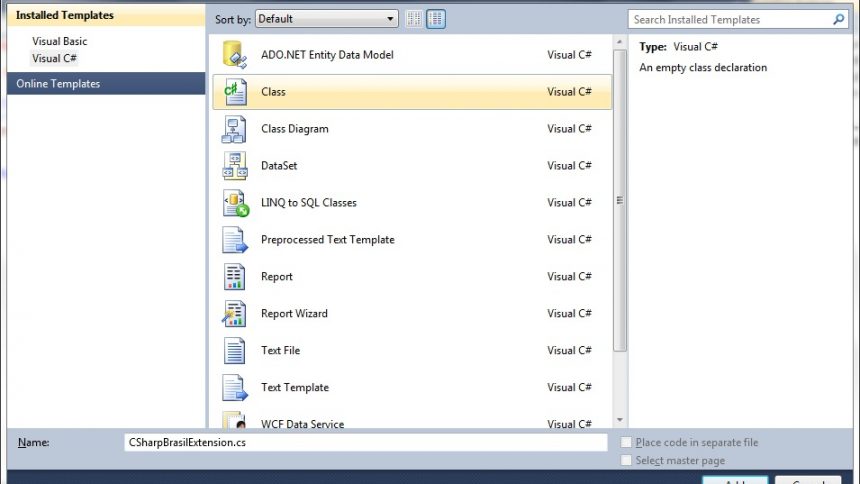 Installed Templates
Visual Basic
Visual C#
Online Templates
Sort by: Default
ADO.NET Entity Data Model Visual C#
Class Visual C#
Class Diagram Visual C#
DataSet Visual C#
LINQ to SQL Classes Visual C#
Preprocessed Text Template Visual C#
Report Visual C#
Report Wizard Visual C#
Text File Visual C#
Text Template Visual C#
WCF Data Service Visual C#
Search Installed Templates
Type: Visual C#
An empty class declaration
Name: CSharpBrasilExtension.cs
Place code in separate file
Select master page